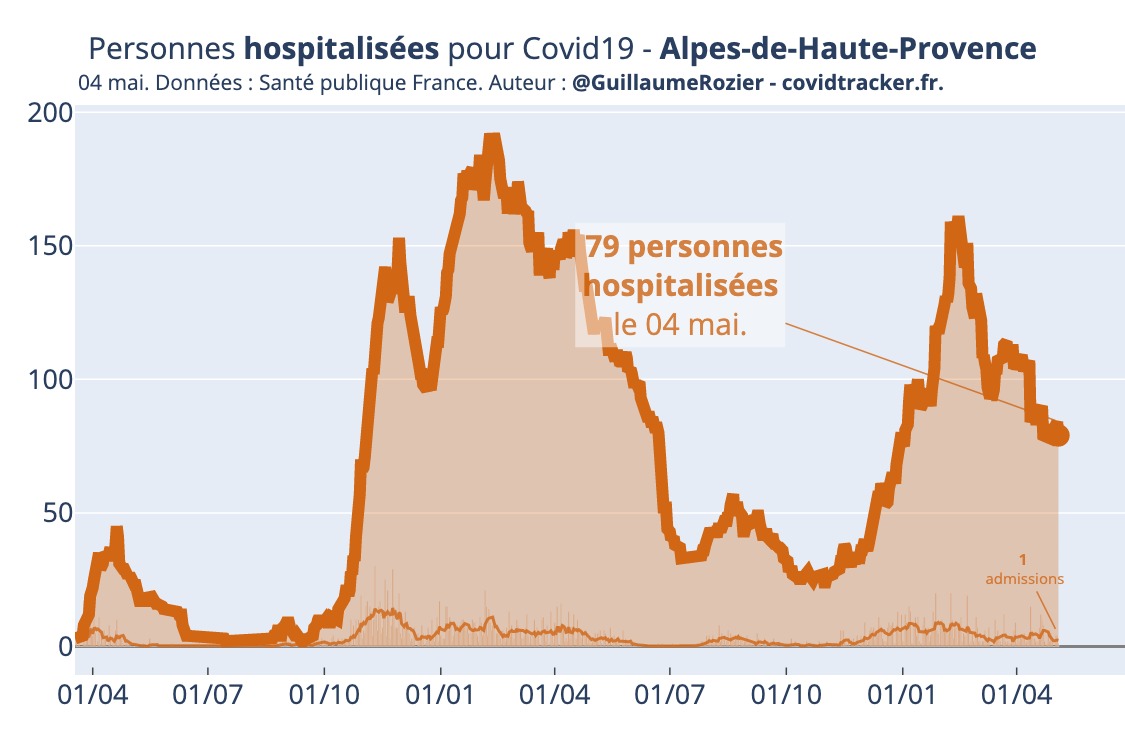 Personnes hospitalisées pour Covid19 - Alpes-de-Haute-Provence
04 mai. Données : Santé publique France. Auteur : @GuillaumeRozier - covidtracker.fr.
200
150
100
50
0
79 personnes
hospitalisées
le 04 mai.
1
admissions
01/04 01/07 01/10 01/01 01/04 01/07 01/10 01/01 01/04